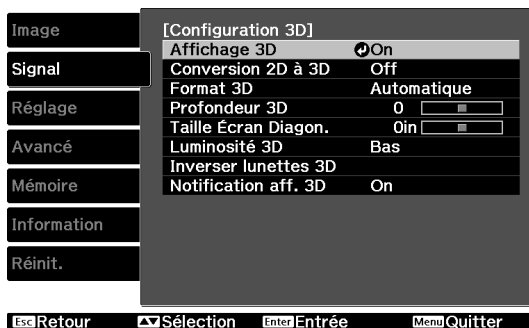 Image
Signal
Réglage
Avancé
Mémoire
Information
Réinit.
[Configuration 3D]
Affichage 3D On
Conversion 2D à 3D Off
Format 3D Automatique
Profondeur 3D 0
Taille Écran Diagon. 0in
Luminosité 3D Bas
Inverser lunettes 3D
Notification aff. 3D On
Esc Retour Sélection Enter Entrée Menu Quitter